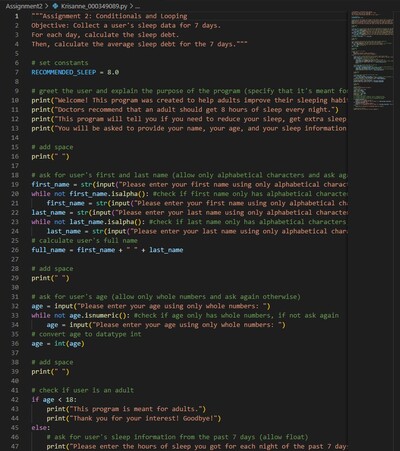 Assignment2 > Krisanne_000349089.py > ...
1 """Assignment 2: Conditionals and Looping
2 Objective: Collect a user's sleep data for 7 days.
3 For each day, calculate the sleep debt.
4 Then, calculate the average sleep debt for the 7 days."""
5
6 # set constants
7 RECOMMENDED_SLEEP = 8.0
8
9 # greet the user and explain the purpose of the program (specify that it's meant fo
10 print("Welcome! This program was created to help adults improve their sleeping habi
11 print("Doctors recommend that an adult should get 8 hours of sleep every night.")
12 print("This program will tell you if you need to reduce your sleep, get extra sleep
13 print("You will be asked to provide your name, your age, and your sleep information
14
15 # add space
16 print(" ")
17
18 # ask for user's first and last name (allow only alphabetical characters and ask ag
19 first_name = str(input("Please enter your first name using only alphabetical charac
20 while not first_name.isalpha(): #check if first name only has alphabetical characte
21 first_name = str(input("Please enter your first name using only alphabetical ch
22 last_name = str(input("Please enter your last name using only alphabetical characte
23 while not last_name.isalpha(): #check if last name only has alphabetical characters
24 last_name = str(input("Please enter your last name using only alphabetical char
25 # calculate user's full name
26 full_name = first_name + " " + last_name
27
28 # add space
29 print(" ")
30
31 # ask for user's age (allow only whole numbers and ask again otherwise)
32 age = input("Please enter your age using only whole numbers: ")
33 while not age.isnumeric(): #check if age only has whole numbers, if not ask again
34 age = input("Please enter your age using only whole numbers: ")
35 # convert age to datatype int
36 age = int(age)
37
38 # add space
39 print(" ")
40
41 # check if user is an adult
42 if age < 18:
43 print("This program is meant for adults.")
44 print("Thank you for your interest! Goodbye!")
45 else:
46 # ask for user's sleep information from the past 7 days (allow float)
47 print("Please enter the hours of sleep you got for each night of the past 7 day